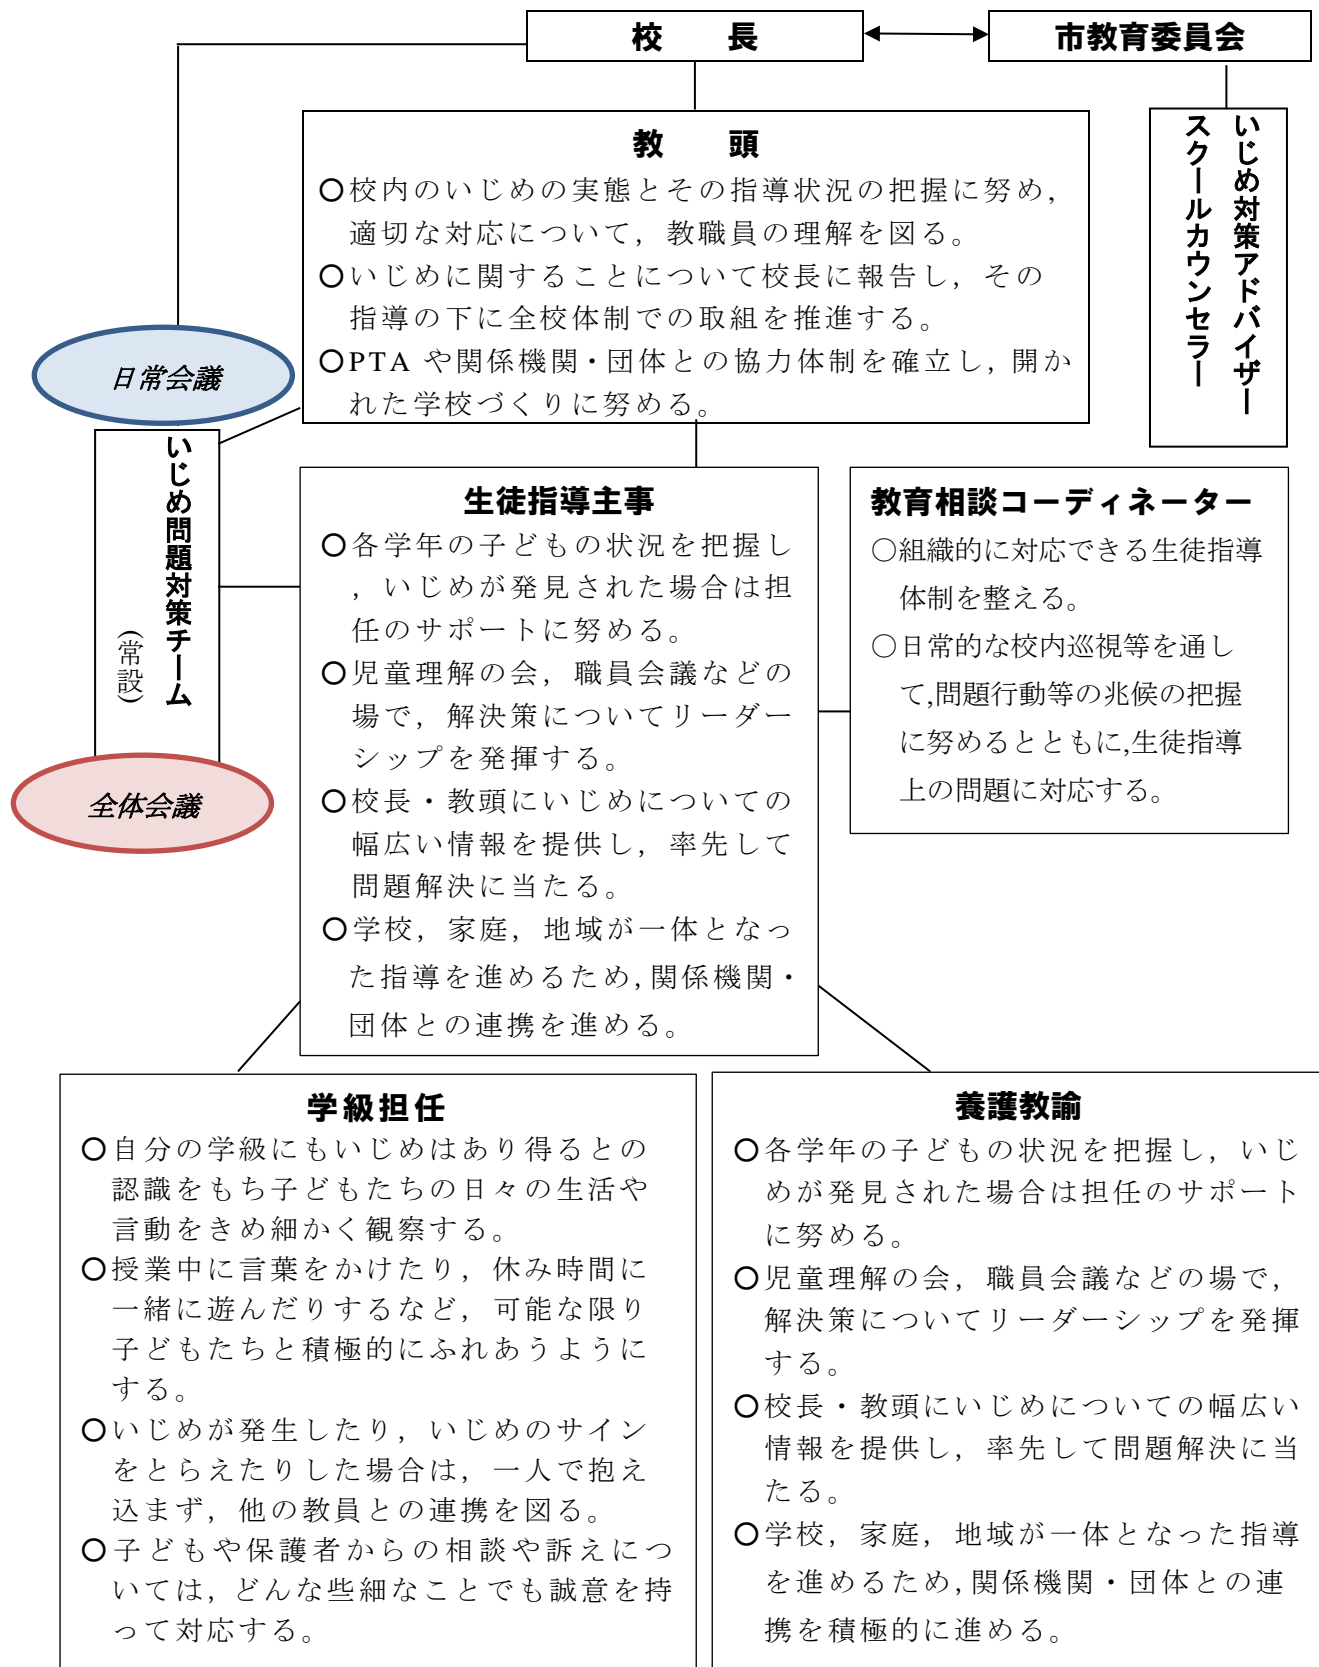 校　長
市教育委員会
いじめ対策アドバイザー
スクールカウンセラー
教　頭
〇校内のいじめの実態とその指導状況の把握に努め，
適切な対応について，教職員の理解を図る。
〇いじめに関することについて校長に報告し，その
指導の下に全校体制での取組を推進する。
〇PTA や関係機関・団体との協力体制を確立し，開か
れた学校づくりに努める。
日常会議
いじめ問題対策チーム
（常設）
全体会議
生徒指導主事
〇各学年の子どもの状況を把握し
，いじめが発見された場合は担
任のサポートに努める。
〇児童理解の会，職員会議などの
場で，解決策についてリーダー
シップを発揮する。
〇校長・教頭にいじめについての
幅広い情報を提供し，率先して
問題解決に当たる。
〇学校，家庭，地域が一体となっ
た指導を進めるため，関係機関・
団体との連携を進める。
教育相談コーディネーター
〇組織的に対応できる生徒指導
体制を整える。
〇日常的な校内巡視等を通し
て,問題行動等の兆候の把握
に努めるとともに,生徒指導
上の問題に対応する。
学級担任
〇自分の学級にもいじめはあり得るとの
認識をもち子どもたちの日々の生活や
言動をきめ細かく観察する。
〇授業中に言葉をかけたり，休み時間に
一緒に遊んだりするなど，可能な限り
子どもたちと積極的にふれあうように
する。
〇いじめが発生したり，いじめのサイン
をとらえたりした場合は，一人で抱え
込まず，他の教員との連携を図る。
〇子どもや保護者からの相談や訴えにつ
いては，どんな些細なことでも誠意を持
って対応する。
養護教諭
〇各学年の子どもの状況を把握し，いじ
めが発見された場合は担任のサポート
に努める。
〇児童理解の会，職員会議などの場で，
解決策についてリーダーシップを発揮
する。
〇校長・教頭にいじめについての幅広い
情報を提供し，率先して問題解決に当
たる。
〇学校，家庭，地域が一体となった指導
を進めるため，関係機関・団体との連
携を積極的に進める。